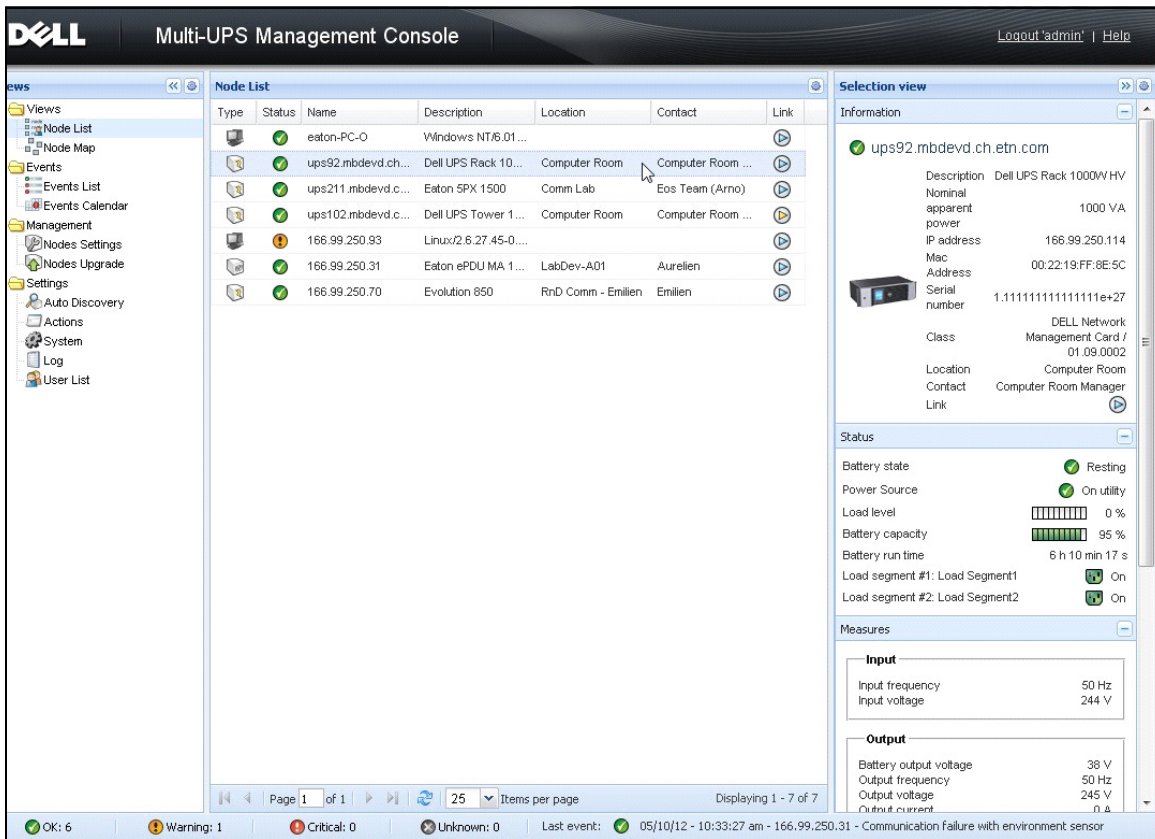 DELL Multi-UPS Management Console Logout 'admin' | Help
ews
Views
Node List
Node Map
Events
Events List
Events Calendar
Management
Nodes Settings
Nodes Upgrade
Settings
Auto Discovery
Actions
System
Log
User List
Node List
Type Status Name Description Location Contact Link
eaton-PC-O Windows NT/6.01...
ups92.mbdevd.ch... Dell UPS Rack 10... Computer Room Computer Room ...
ups211.mbdevd.c... Eaton 5PX 1500 Comm Lab Eos Team (Arno)
ups102.mbdevd.c... Dell UPS Tower 1... Computer Room Computer Room ...
166.99.250.93 Linux/2.6.27.45-0....
166.99.250.31 Eaton ePDU MA 1... LabDev-A01 Aurelien
166.99.250.70 Evolution 850 RnD Comm - Emilien Emilien
Page 1 of 1 25 Items per page Displaying 1 - 7 of 7
Selection view
Information
ups92.mbdevd.ch.etn.com
Description Dell UPS Rack 1000W HV
Nominal
apparent 1000 VA
power
IP address 166.99.250.114
Mac
Address 00:22:19:FF:8E:5C
Serial
number 1.111111111111111e+27
DELL Network
Class Management Card /
01.09.0002
Location Computer Room
Contact Computer Room Manager
Link
Status
Battery state Resting
Power Source On utility
Load level 0 %
Battery capacity 95 %
Battery run time 6 h 10 min 17 s
Load segment #1: Load Segment1 On
Load segment #2: Load Segment2 On
Measures
Input
Input frequency 50 Hz
Input voltage 244 V
Output
Battery output voltage 38 V
Output frequency 50 Hz
Output voltage 245 V
Output current 0 A
OK: 6 Warning: 1 Critical: 0 Unknown: 0 Last event: 05/10/12 - 10:33:27 am - 166.99.250.31 - Communication failure with environment sensor